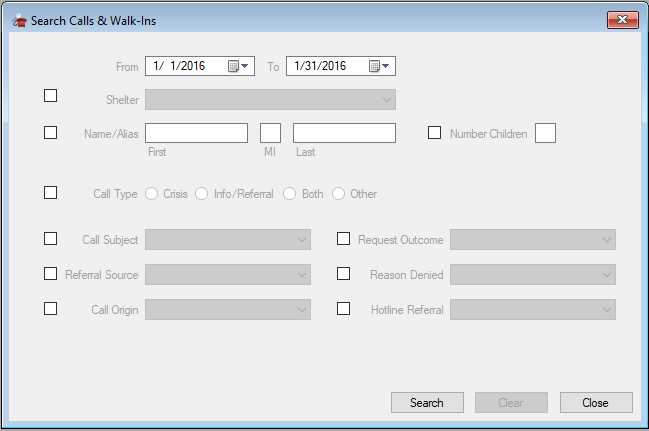 Search Calls & Walk-Ins
From 1/ 1/2016 To 1/31/2016
Shelter
Name/Alias Number Children
First MI Last
Call Type Crisis Info/Referral Both Other
Call Subject Request Outcome
Referral Source Reason Denied
Call Origin Hotline Referral
Search Clear Close